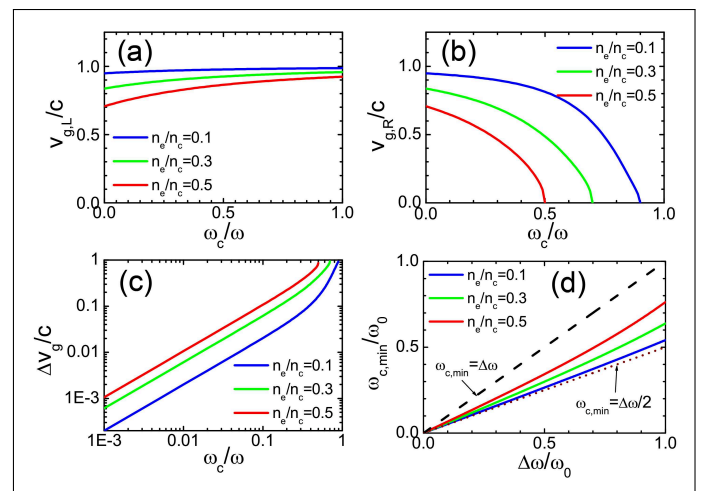 (a)
1.0
0.5
0.0
v_g,L/c
n_e/n_c=0.1
n_e/n_c=0.3
n_e/n_c=0.5
0.0 0.5 1.0
ω_c/ω
(b)
1.0
0.5
0.0
v_g,R/c
n_e/n_c=0.1
n_e/n_c=0.3
n_e/n_c=0.5
0.0 0.5 1.0
ω_c/ω
(c)
1
0.1
0.01
1E-3
Δv_g/c
n_e/n_c=0.1
n_e/n_c=0.3
n_e/n_c=0.5
1E-3 0.01 0.1 1
ω_c/ω
(d)
1.0
0.5
0.0
ω_c,min/ω_0
n_e/n_c=0.1
n_e/n_c=0.3
n_e/n_c=0.5
ω_c,min=Δω
ω_c,min=Δω/2
0.0 0.5 1.0
Δω/ω_0